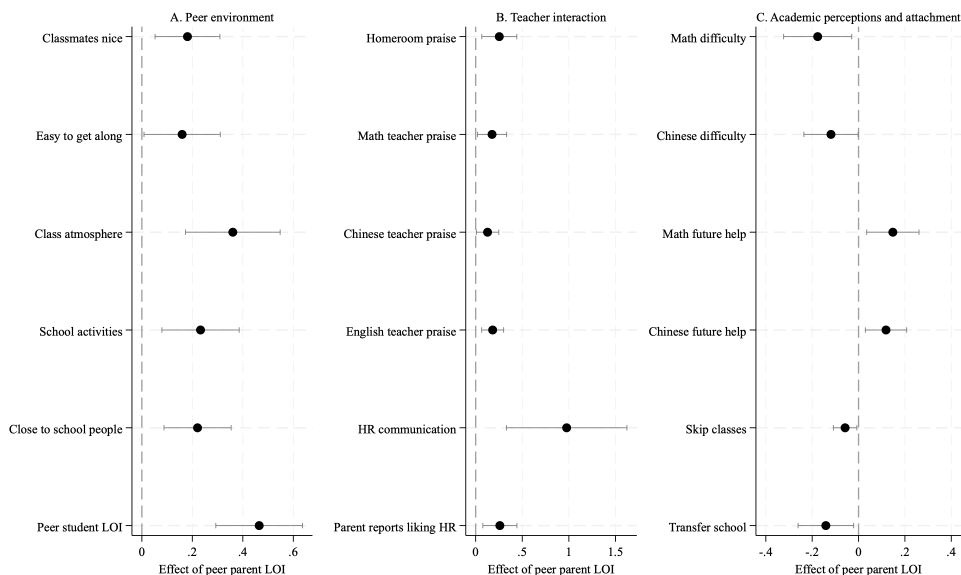 A. Peer environment
Classmates nice
Easy to get along
Class atmosphere
School activities
Close to school people
Peer student LOI
0 .2 .4 .6
Effect of peer parent LOI
B. Teacher interaction
Homeroom praise
Math teacher praise
Chinese teacher praise
English teacher praise
HR communication
Parent reports liking HR
0 .5 1 1.5
Effect of peer parent LOI
C. Academic perceptions and attachment
Math difficulty
Chinese difficulty
Math future help
Chinese future help
Skip classes
Transfer school
-.4 -.2 0 .2 .4
Effect of peer parent LOI